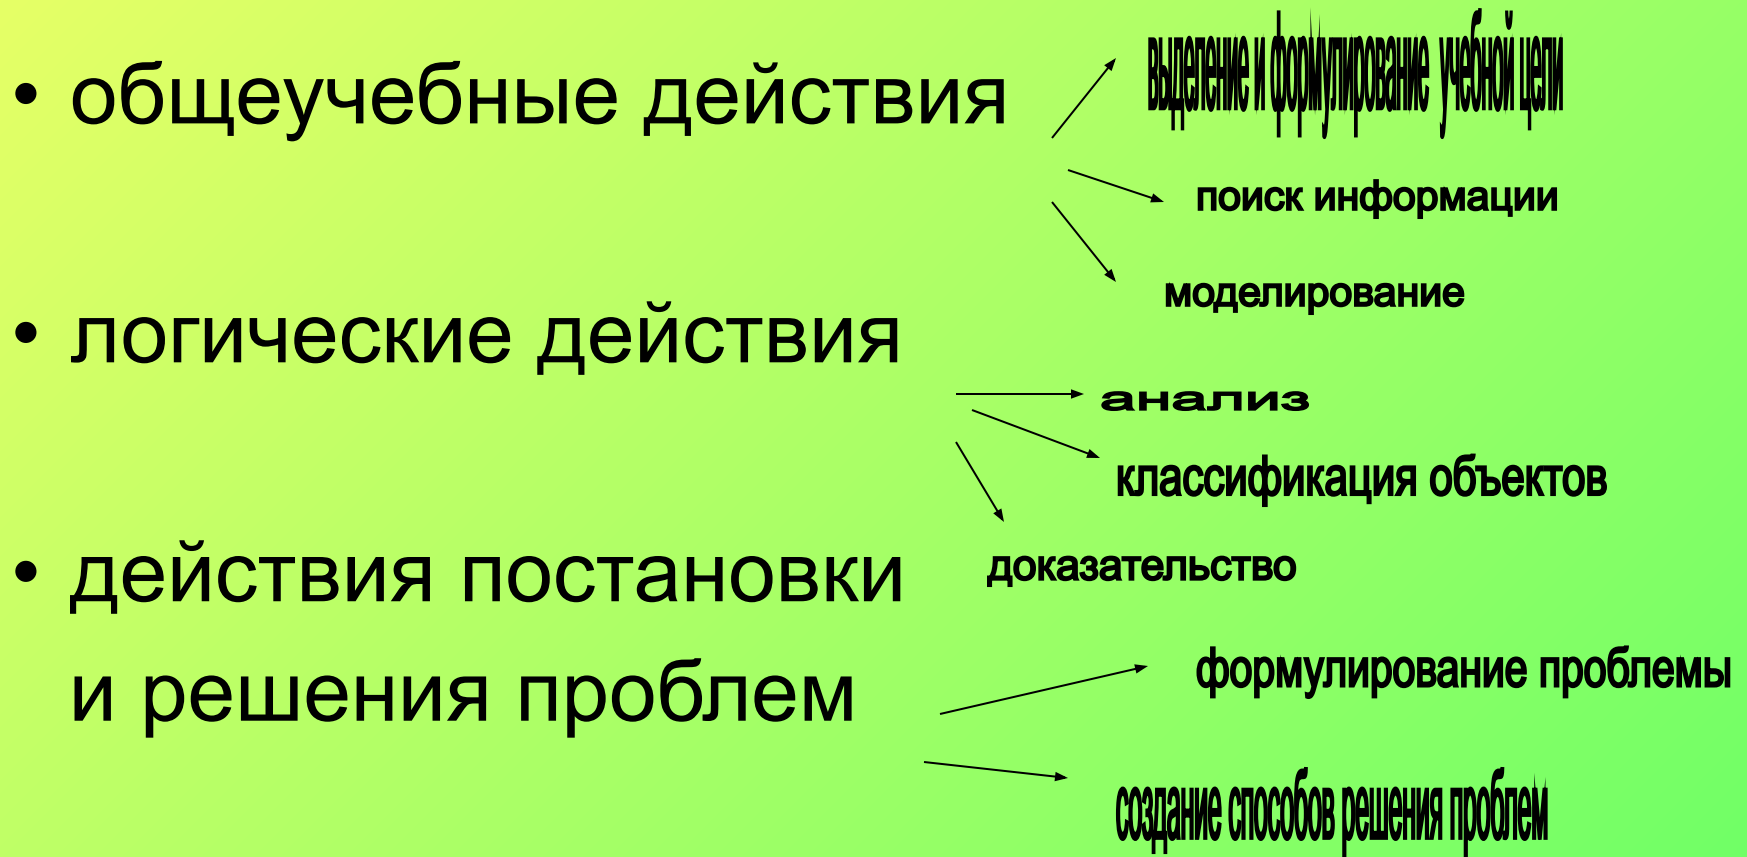 • общеучебные действия
выделение и формулирование учебной цели
поиск информации
моделирование
• логические действия
анализ
классификация объектов
доказательство
• действия постановки
и решения проблем
формулирование проблемы
создание способов решения проблем